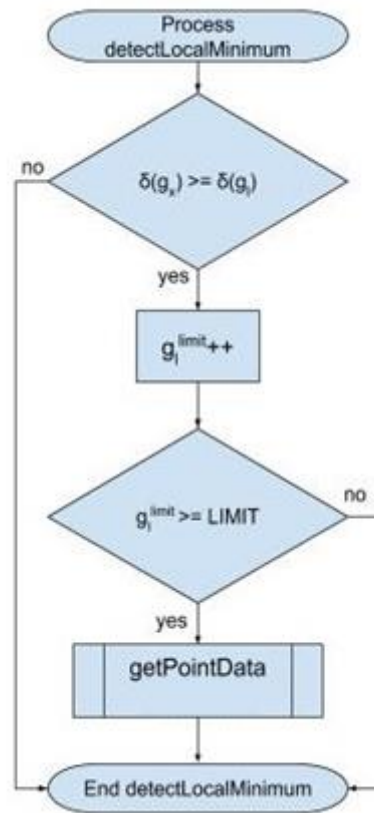 Process
detectLocalMinimum
no
δ(gₓ) >= δ(gₗ)
yes
gₗˡⁱᵐⁱᵗ++
no
gₗˡⁱᵐⁱᵗ >= LIMIT
yes
getPointData
End detectLocalMinimum